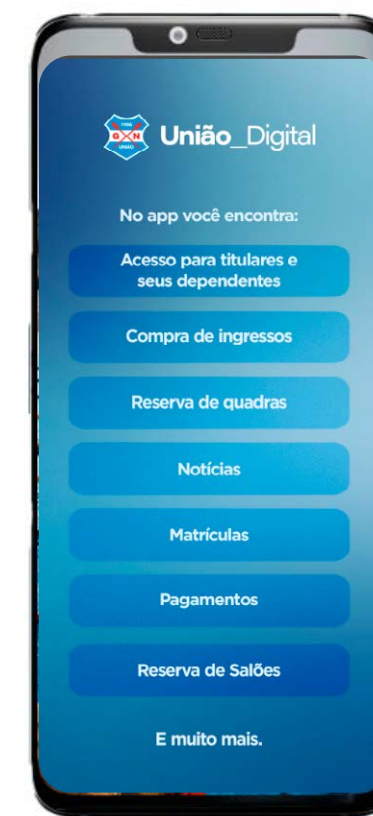 União_Digital
No app você encontra:
Acesso para titulares e
seus dependentes
Compra de ingressos
Reserva de quadras
Notícias
Matrículas
Pagamentos
Reserva de Salões
E muito mais.